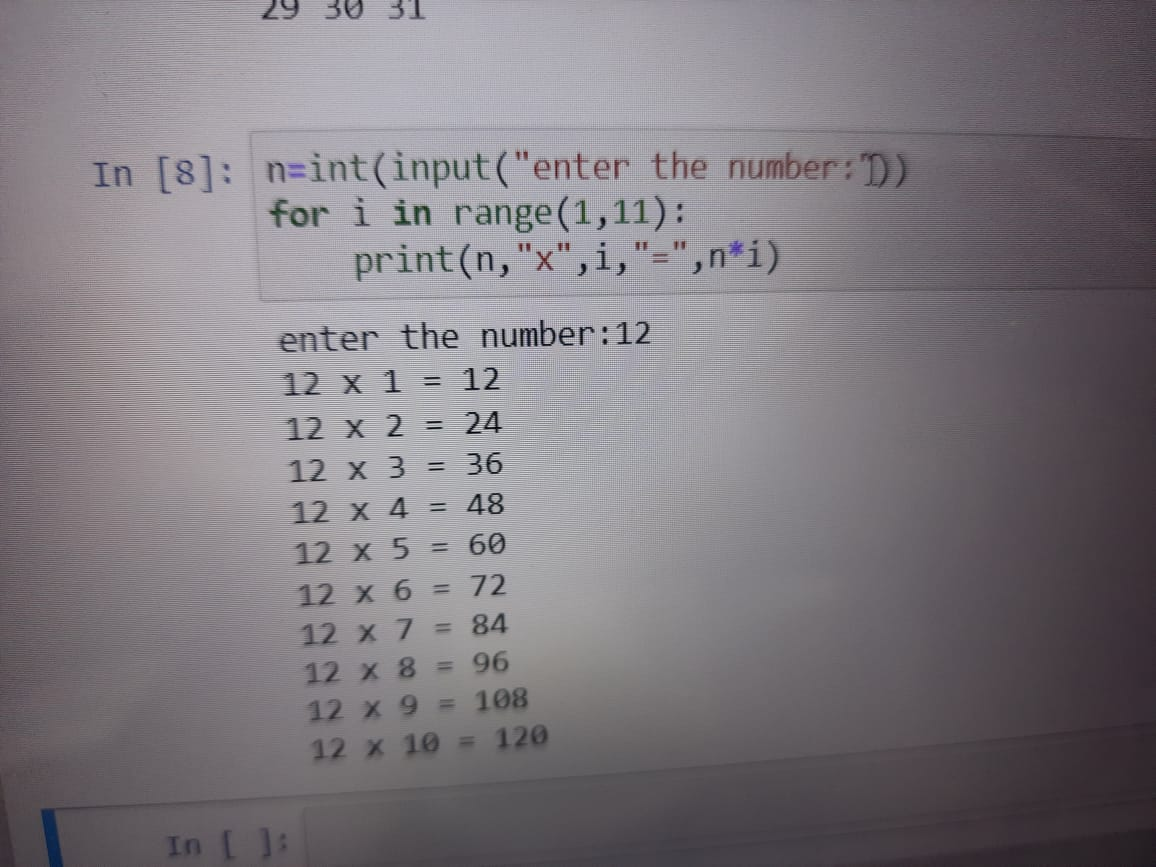 29 30 31
In [8]: n=int(input("enter the number:"))
for i in range(1,11):
    print(n,"x",i,"=",n*i)
enter the number:12
12 x 1 = 12
12 x 2 = 24
12 x 3 = 36
12 x 4 = 48
12 x 5 = 60
12 x 6 = 72
12 x 7 = 84
12 x 8 = 96
12 x 9 = 108
12 x 10 = 120
In [ ]: